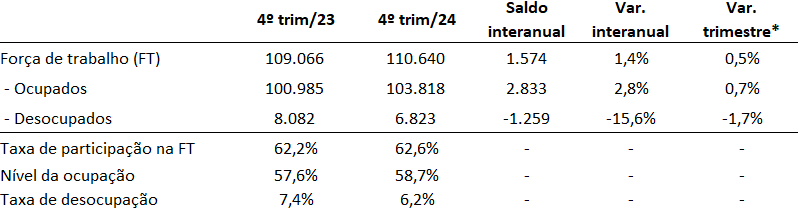 4º trim/23 4º trim/24 Saldo interanual Var. interanual Var. trimestre*
Força de trabalho (FT) 109.066 110.640 1.574 1,4% 0,5%
- Ocupados 100.985 103.818 2.833 2,8% 0,7%
- Desocupados 8.082 6.823 -1.259 -15,6% -1,7%
Taxa de participação na FT 62,2% 62,6% - - -
Nível da ocupação 57,6% 58,7% - - -
Taxa de desocupação 7,4% 6,2% - - -